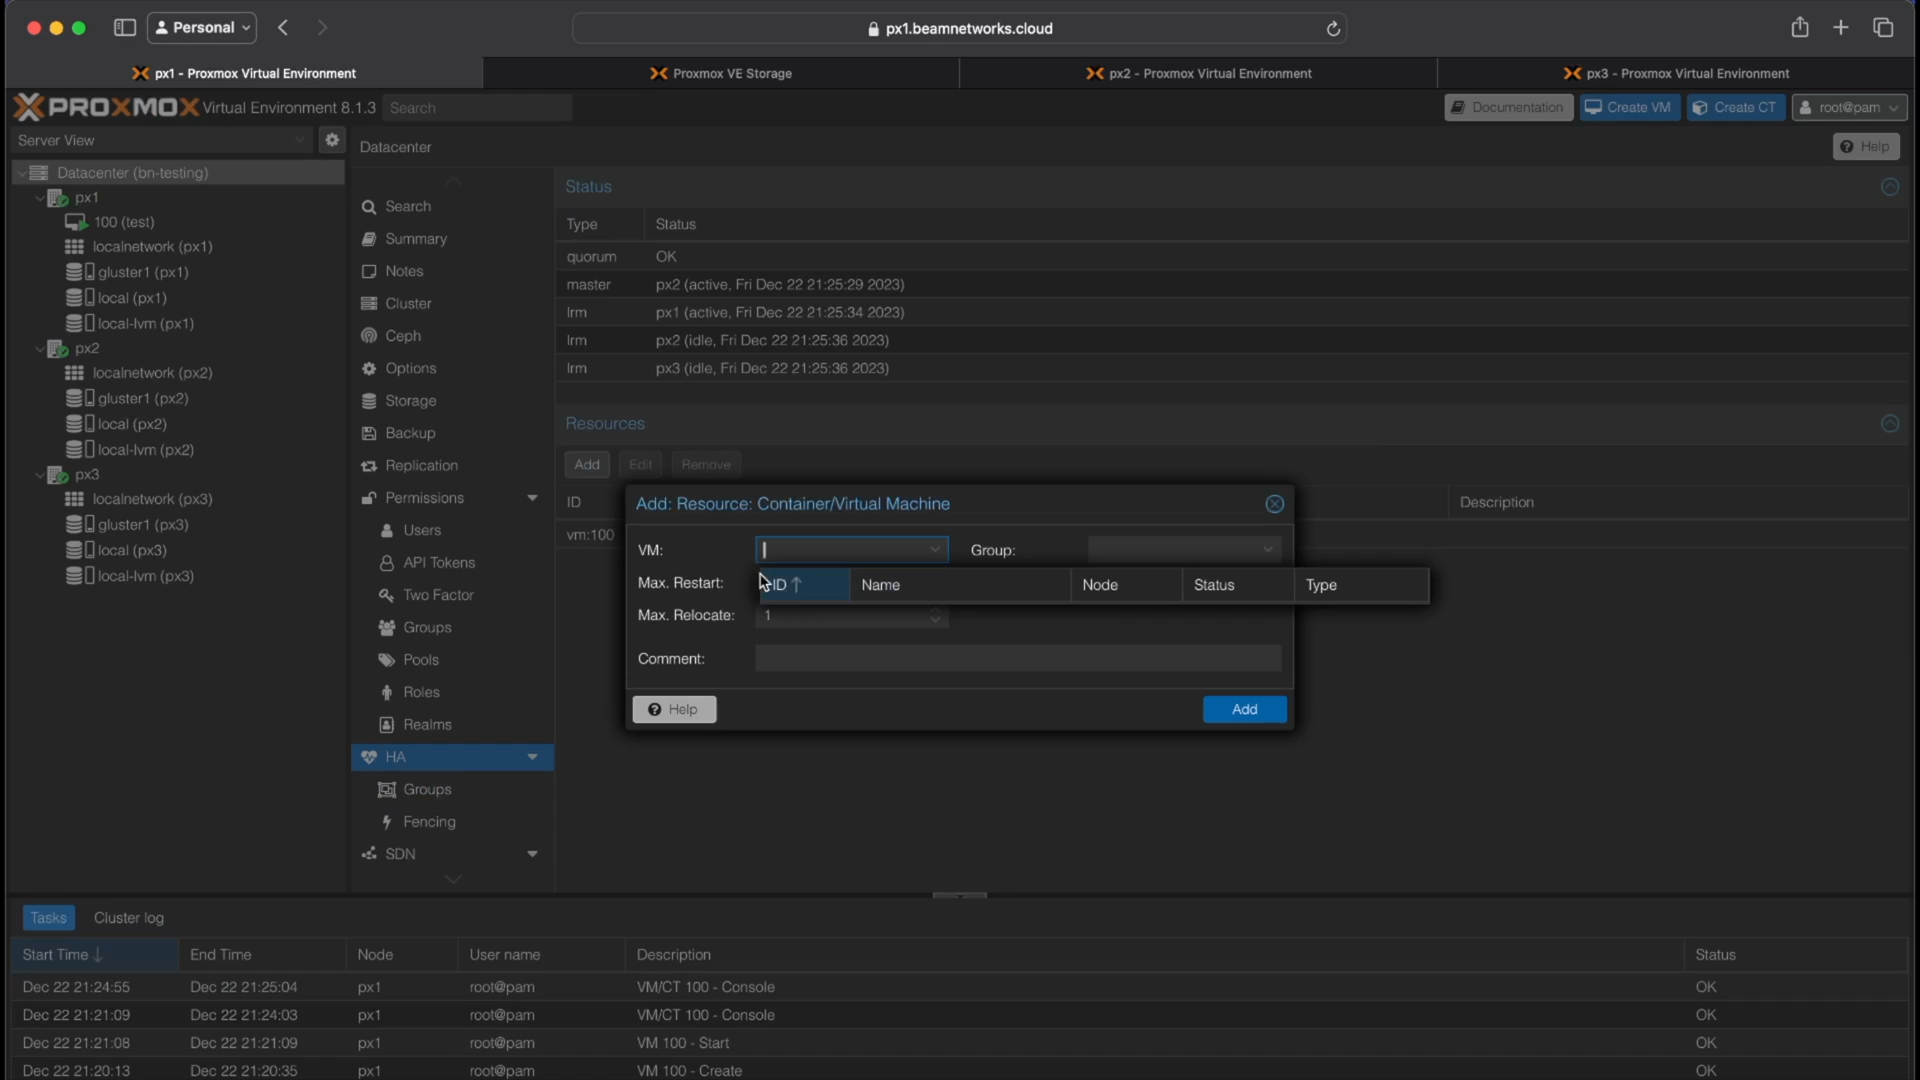 Personal
px1.beamnetworks.cloud
px1 - Proxmox Virtual Environment
Proxmox VE Storage
px2 - Proxmox Virtual Environment
px3 - Proxmox Virtual Environment
PROXMOX Virtual Environment 8.1.3
Search
Documentation
Create VM
Create CT
root@pam
Server View
Datacenter
Help
Datacenter (bn-testing)
px1
100 (test)
localnetwork (px1)
gluster1 (px1)
local (px1)
local-lvm (px1)
px2
localnetwork (px2)
gluster1 (px2)
local (px2)
local-lvm (px2)
px3
localnetwork (px3)
gluster1 (px3)
local (px3)
local-lvm (px3)
Search
Summary
Notes
Cluster
Ceph
Options
Storage
Backup
Replication
Permissions
Users
API Tokens
Two Factor
Groups
Pools
Roles
Realms
HA
Groups
Fencing
SDN
Status
Type Status
quorum OK
master px2 (active, Fri Dec 22 21:25:29 2023)
lrm px1 (active, Fri Dec 22 21:25:34 2023)
lrm px2 (idle, Fri Dec 22 21:25:36 2023)
lrm px3 (idle, Fri Dec 22 21:25:36 2023)
Resources
Add Edit Remove
ID Description
vm:100
Add: Resource: Container/Virtual Machine
VM: Group:
Max. Restart:
ID Name Node Status Type
Max. Relocate: 1
Comment:
Help
Add
Tasks Cluster log
Start Time End Time Node User name Description Status
Dec 22 21:24:55 Dec 22 21:25:04 px1 root@pam VM/CT 100 - Console OK
Dec 22 21:21:09 Dec 22 21:24:03 px1 root@pam VM/CT 100 - Console OK
Dec 22 21:21:08 Dec 22 21:21:09 px1 root@pam VM 100 - Start OK
Dec 22 21:20:13 Dec 22 21:20:35 px1 root@pam VM 100 - Create OK